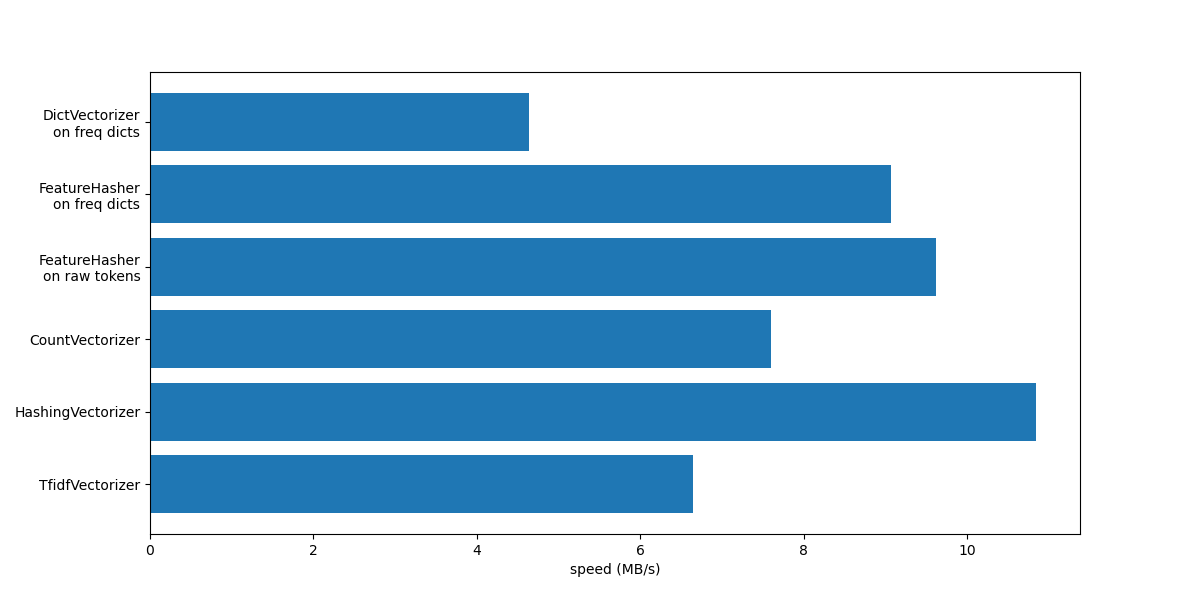 DictVectorizer
on freq dicts
FeatureHasher
on freq dicts
FeatureHasher
on raw tokens
CountVectorizer
HashingVectorizer
TfidfVectorizer
0 2 4 6 8 10
speed (MB/s)